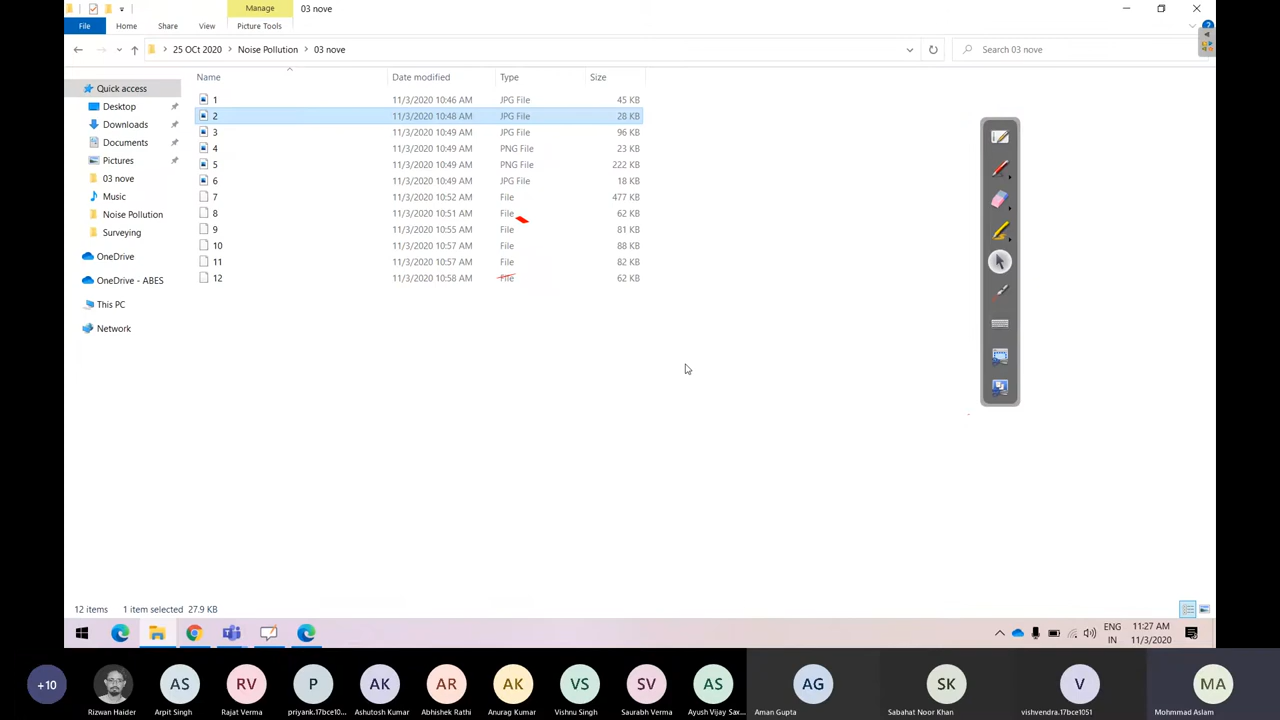 Manage
03 nove
File
Home
Share
View
Picture Tools
25 OCt 2020
Noise Pollution
03 nove
Search 03 nove
Name
Date modified
Type
Size
Quick access
Desktop
Downloads
Documents
Pictures
03 nove
Music
Noise Pollution
Surveying
OneDrive
OneDrive - ABES
This PC
Network
1 11/3/2020 10:46 AM JPG File 45 KB
2 11/3/2020 10:48 AM JPG File 28 KB
3 11/3/2020 10:49 AM JPG File 96 KB
4 11/3/2020 10:49 AM PNG File 23 KB
5 11/3/2020 10:49 AM PNG File 222 KB
6 11/3/2020 10:49 AM JPG File 18 KB
7 11/3/2020 10:52 AM File 477 KB
8 11/3/2020 10:51 AM File 62 KB
9 11/3/2020 10:55 AM File 81 KB
10 11/3/2020 10:57 AM File 88 KB
11 11/3/2020 10:57 AM File 82 KB
12 11/3/2020 10:58 AM File 62 KB
12 items
1 item selected 27.9 KB
ENG
IN
11:27 AM
11/3/2020
+10
AS
RV
P
AK
AR
AK
VS
SV
AS
AG
SK
V
MA
Rizwan Haider
Arpit Singh
Rajat Verma
priyank.17bce10...
Ashutosh Kumar
Abhishek Rathi
Anurag Kumar
Vishnu Singh
Saurabh Verma
Ayush Vijay Sax...
Aman Gupta
Sabahat Noor Khan
vishvendra.17bce1051
Mohmmad Aslam